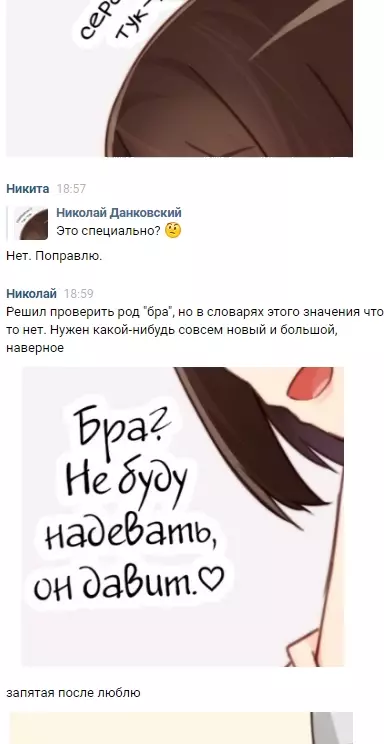 тук-
Никита 18:57
Николай Данковский
Это специально? 🤔
Нет. Поправлю.
Николай 18:59
Решил проверить род "бра", но в словарях этого значения что
то нет. Нужен какой-нибудь совсем новый и большой,
наверное
Бра?
Не буду
надевать,
он давит.♡
запятая после люблю